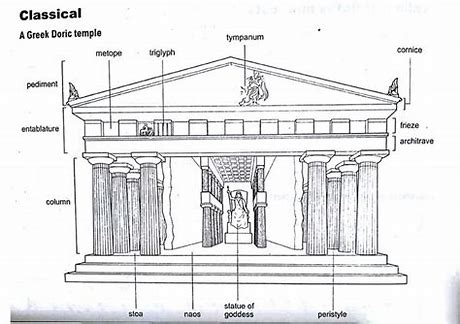 Classical
A Greek Doric temple
tympanum
metope
triglyph
cornice
pediment
entablature
frieze
architrave
column
stoa
naos
statue of
goddess
peristyle